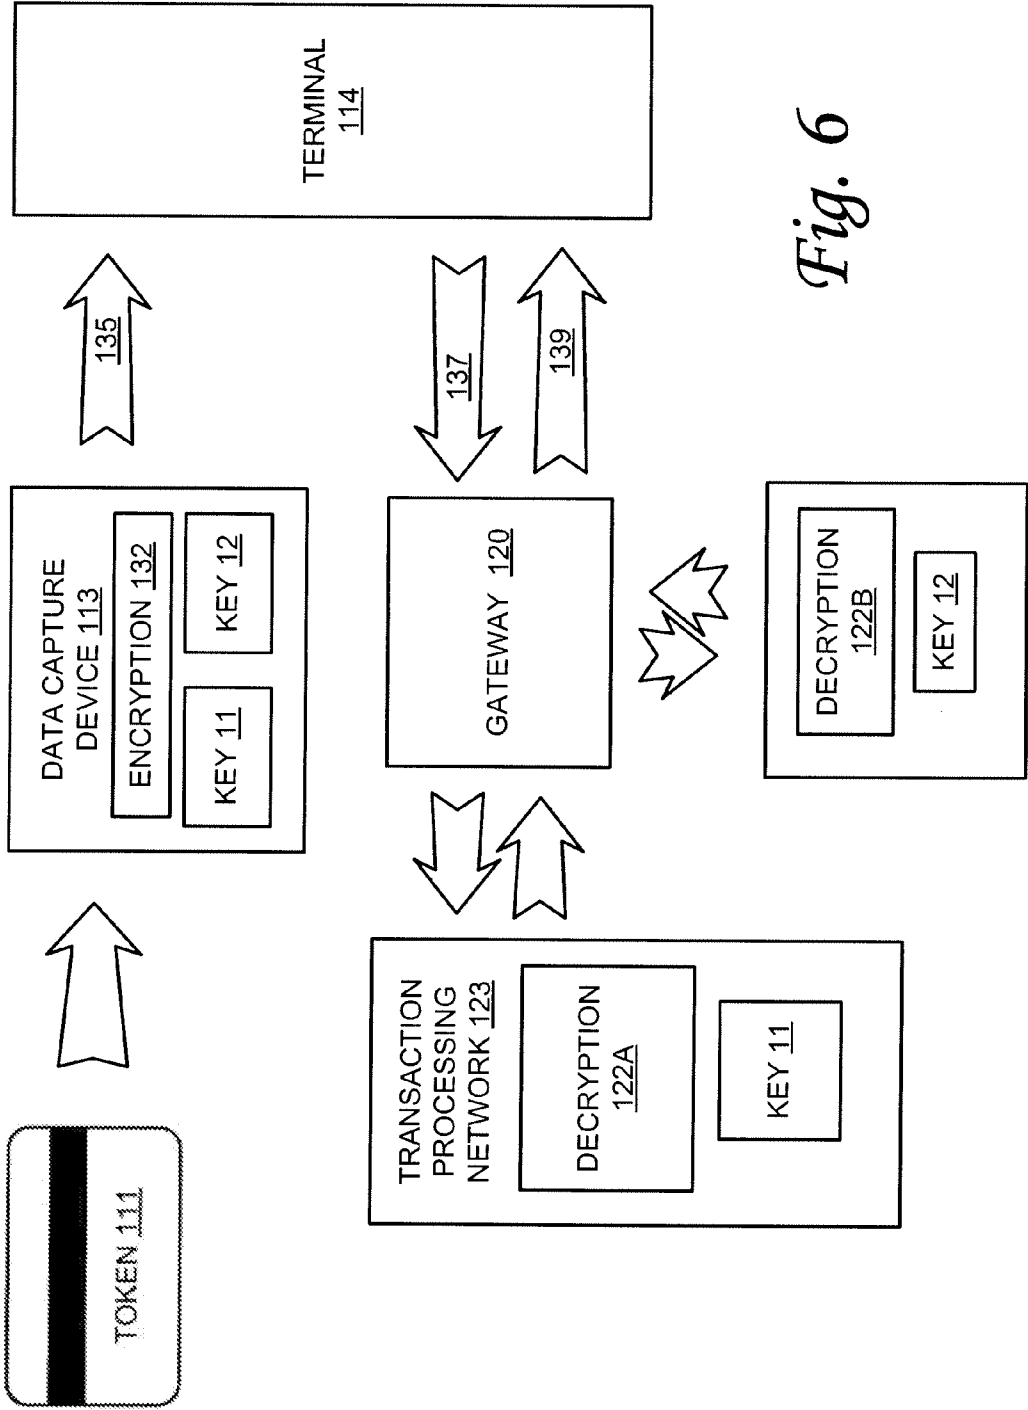 TOKEN 111
DATA CAPTURE
DEVICE 113
ENCRYPTION 132
KEY 11
KEY 12
135
TERMINAL
114
TRANSACTION
PROCESSING
NETWORK 123
DECRYPTION
122A
KEY 11
GATEWAY 120
137
139
DECRYPTION
122B
KEY 12
Fig. 6